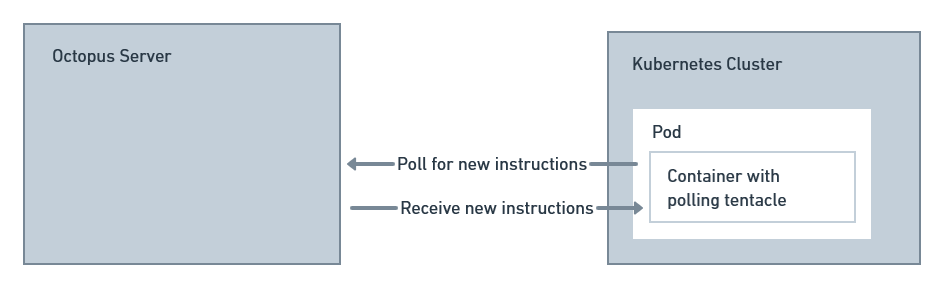 Octopus Server
Kubernetes Cluster
Pod
Poll for new instructions
Container with
polling tentacle
Receive new instructions